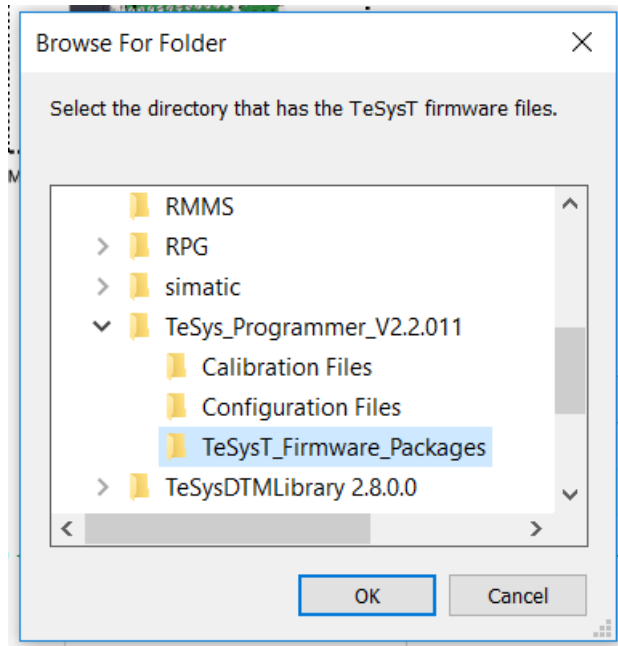 Browse For Folder
Select the directory that has the TeSysT firmware files.
M
RMMS
RPG
simatic
TeSys_Programmer_V2.2.011
Calibration Files
Configuration Files
TeSysT_Firmware_Packages
TeSysDTMLibrary 2.8.0.0
OK Cancel